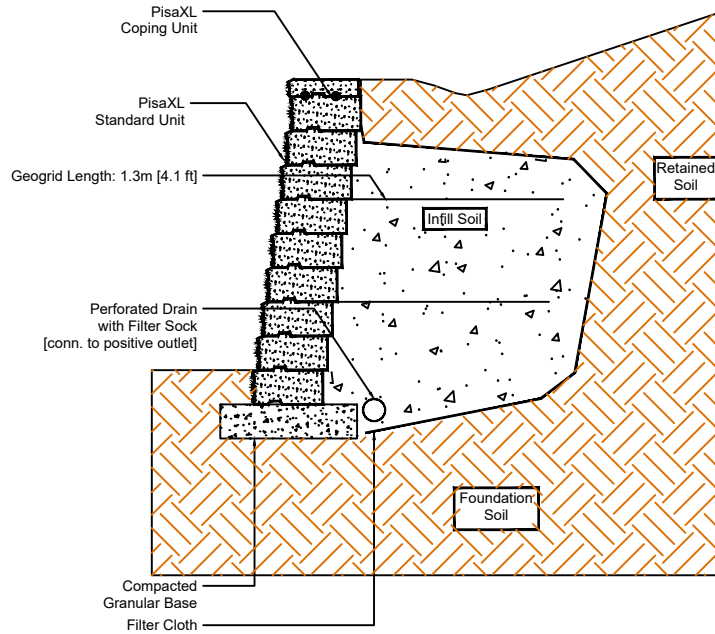 PisaXL
Coping Unit
PisaXL
Standard Unit
Geogrid Length: 1.3m [4.1 ft]
Retained
Soil
Infill Soil
Perforated Drain
with Filter Sock
[conn. to positive outlet]
Foundation
Soil
Compacted
Granular Base
Filter Cloth